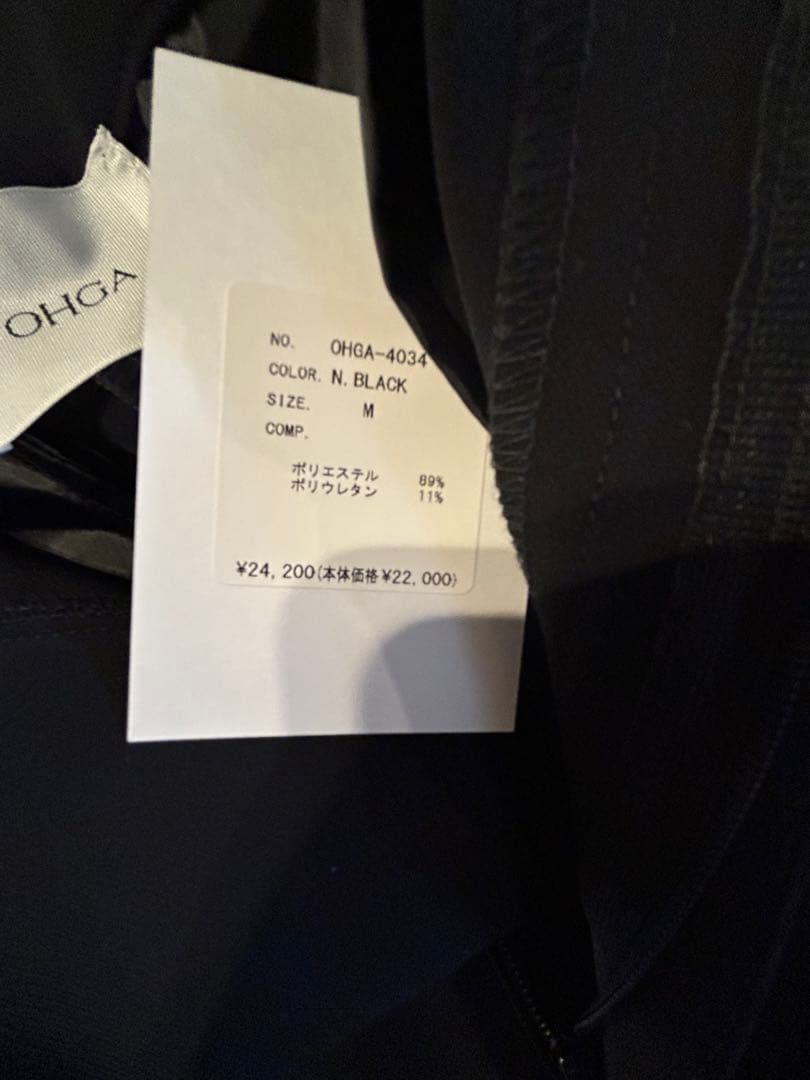 OHGA
NO. OHGA-4034
COLOR. N.BLACK
SIZE. M
COMP.
ポリエステル 89%
ポリウレタン 11%
¥24,200(本体価格¥22,000)